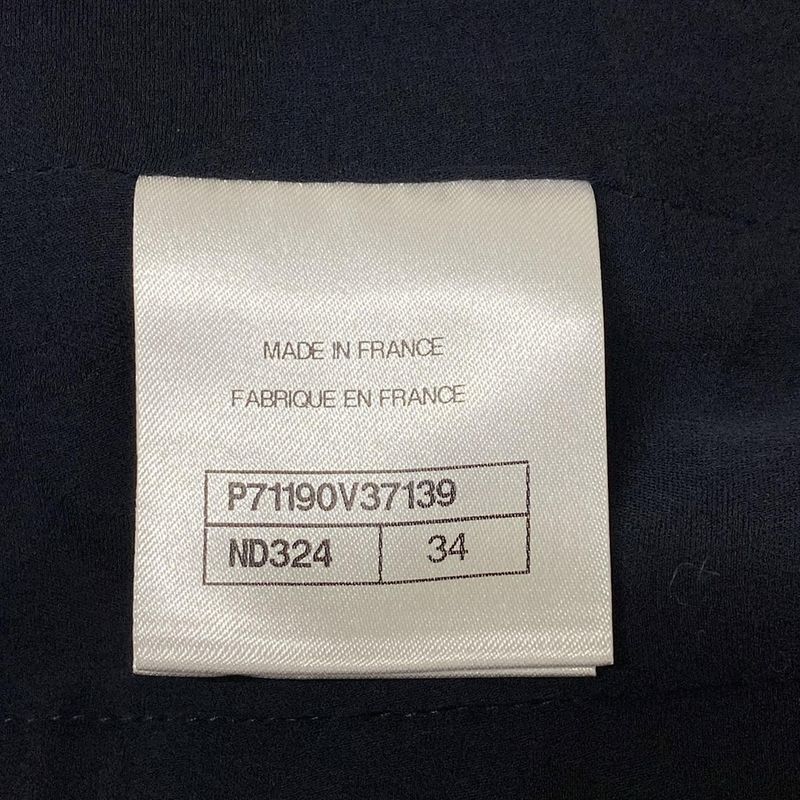 MADE IN FRANCE
FABRIQUE EN FRANCE
P71190V37139
ND324 34